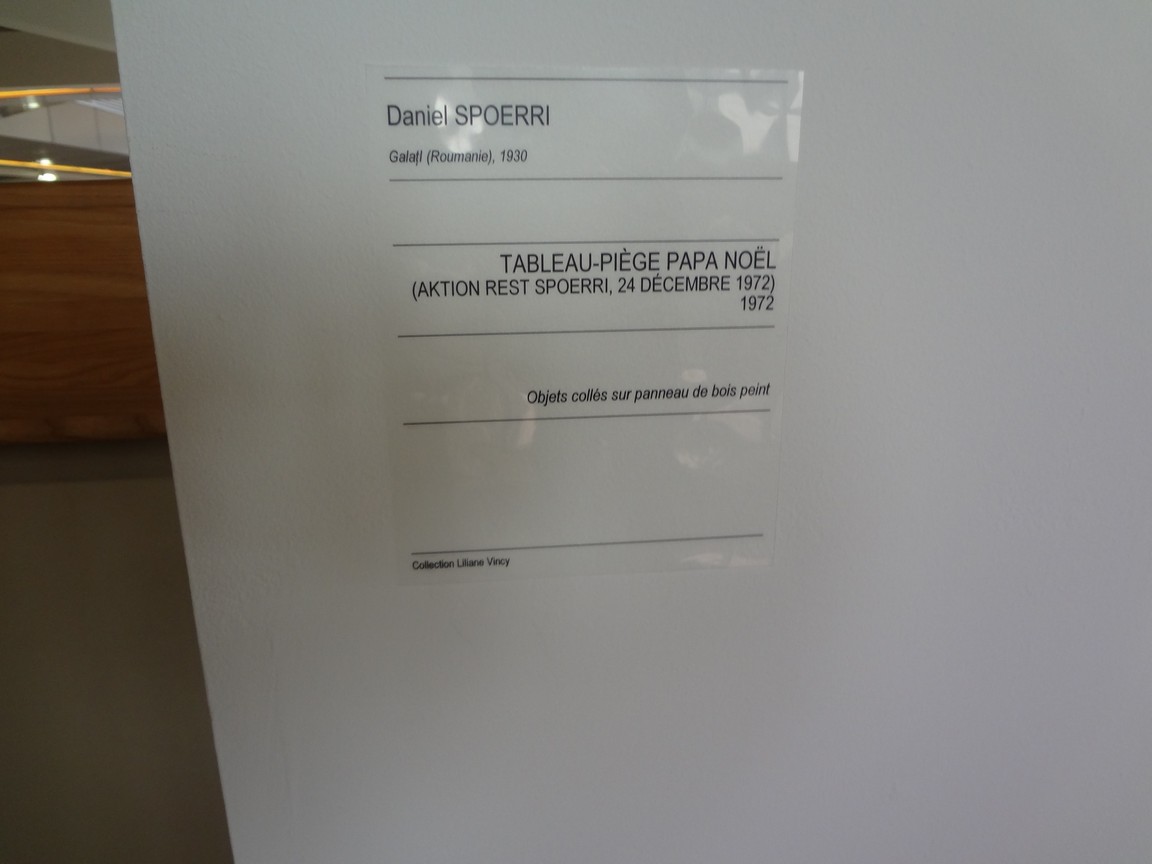 Daniel SPOERRI
Galaţi (Roumanie), 1930
TABLEAU-PIÈGE PAPA NOËL
(AKTION REST SPOERRI, 24 DÉCEMBRE 1972)
1972
Objets collés sur panneau de bois peint
Collection Liliane Vincy